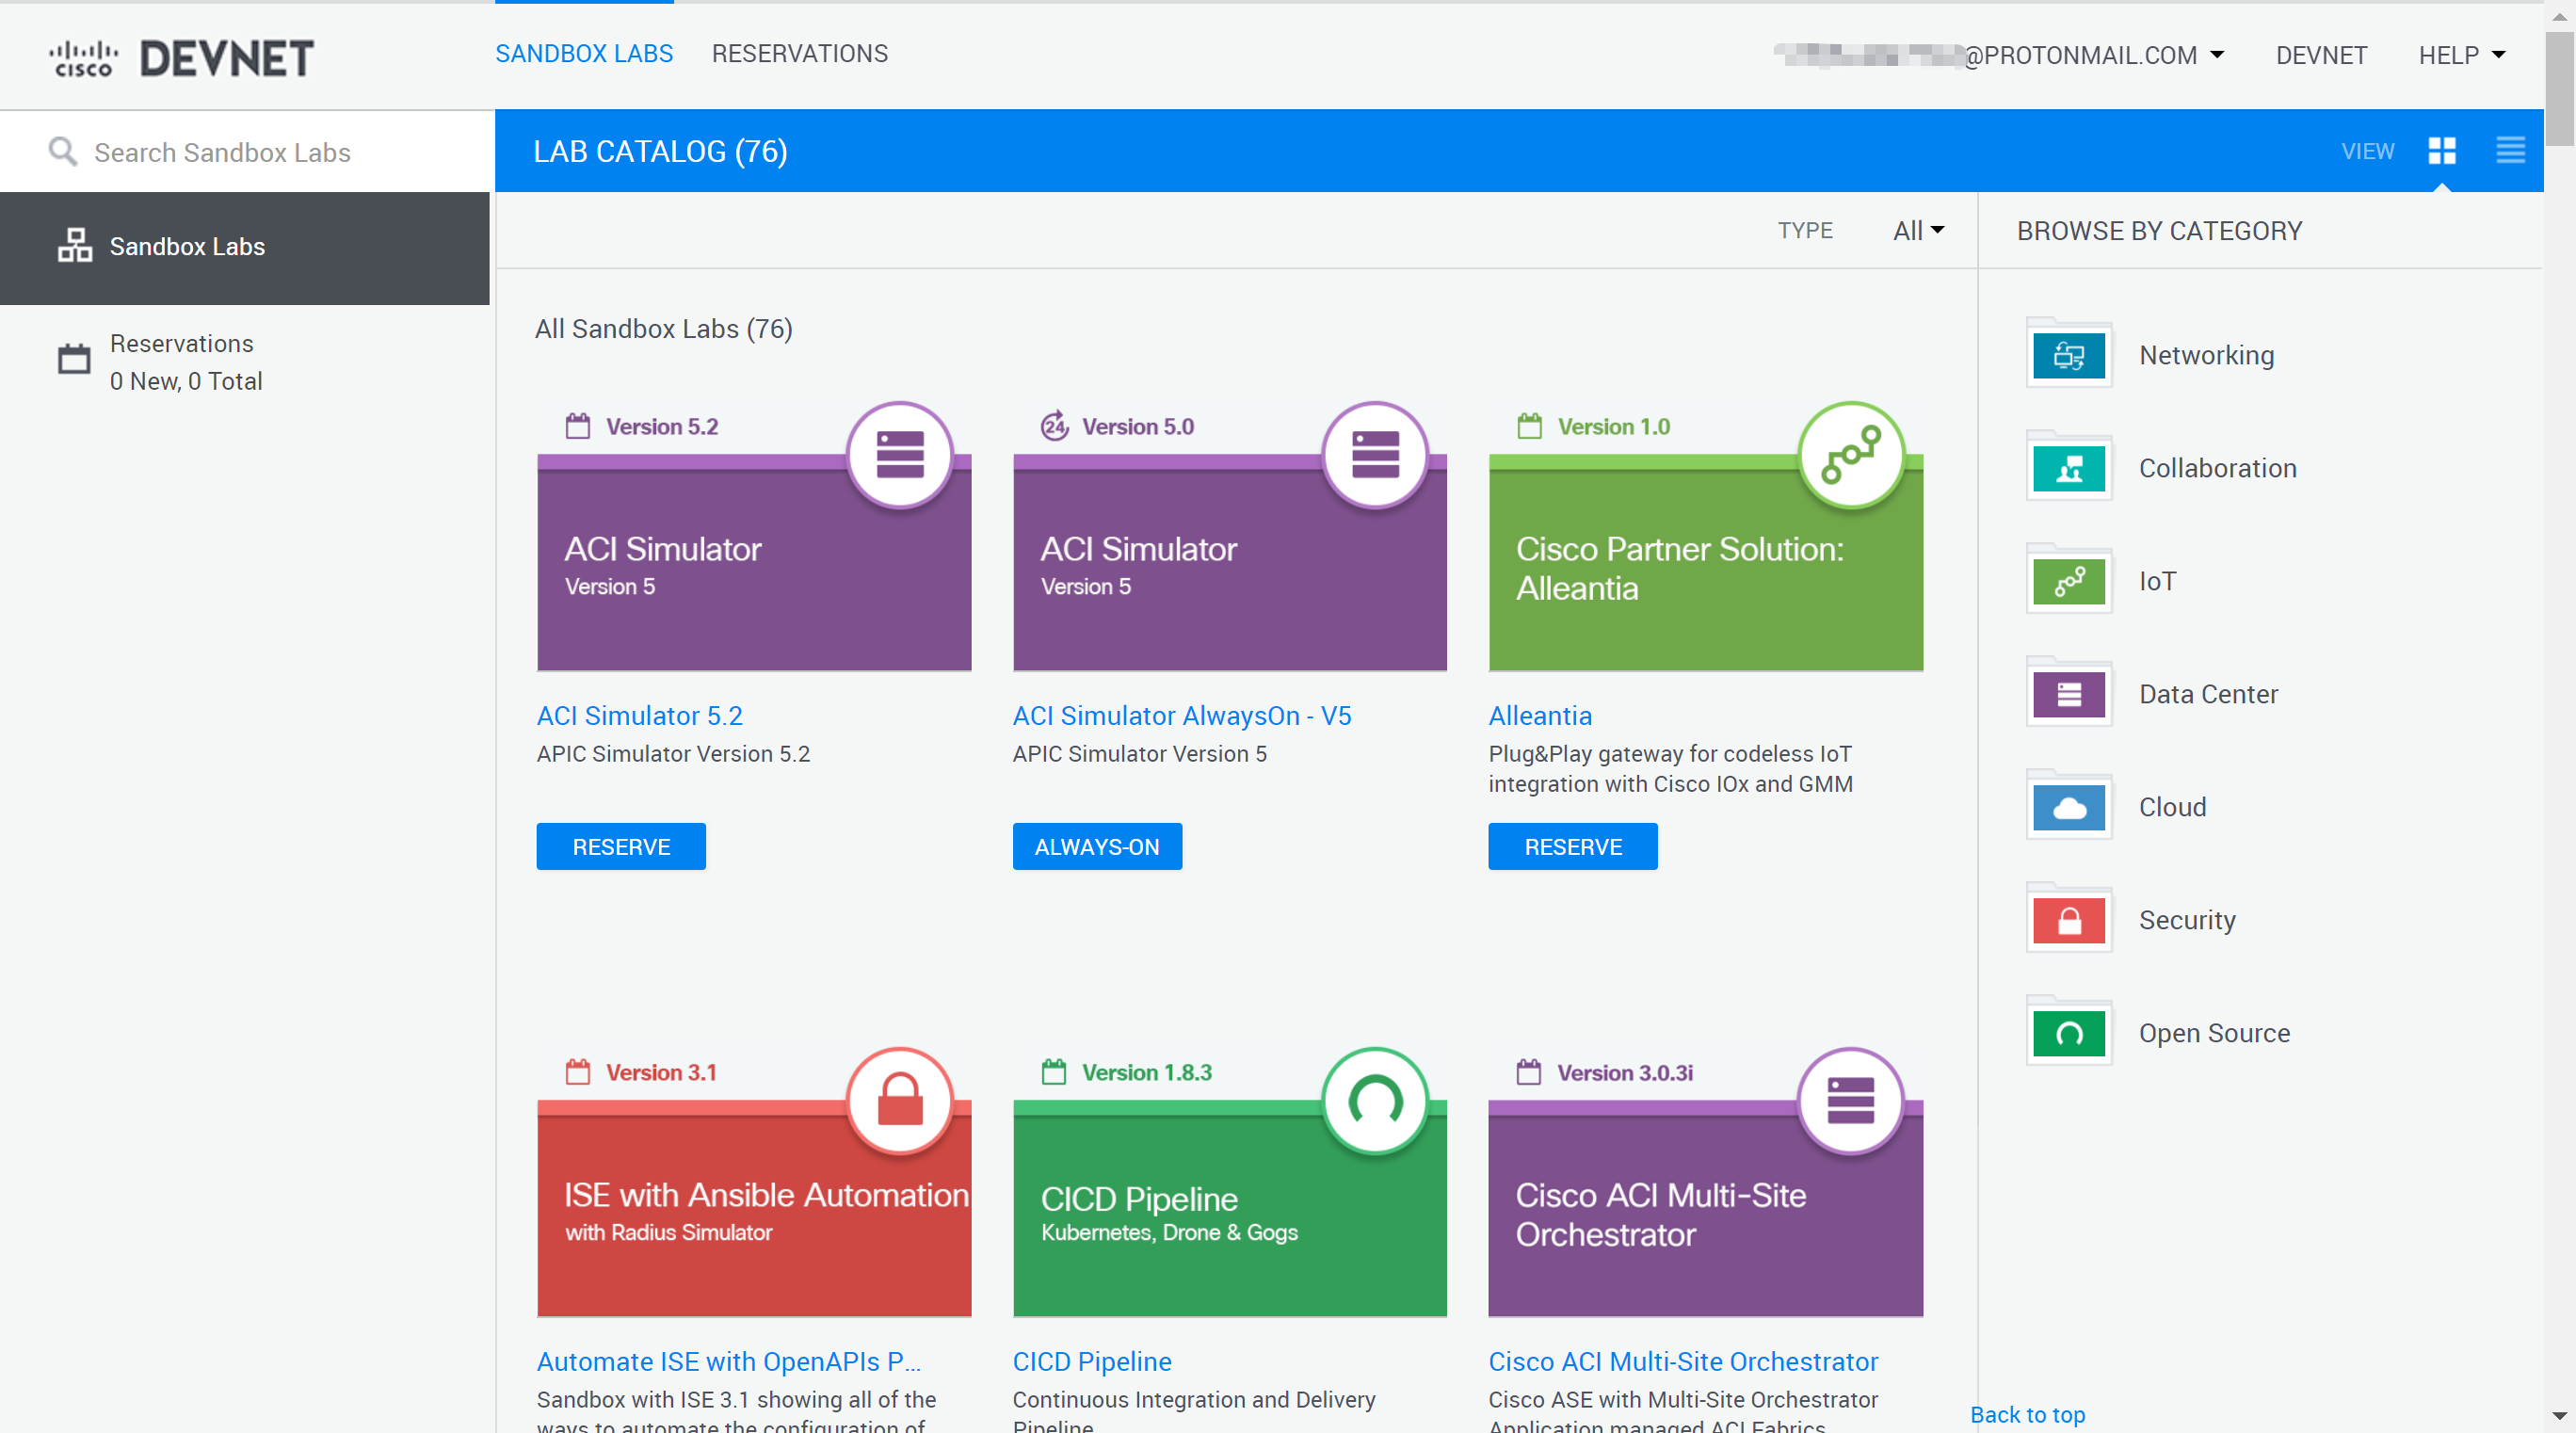 CISCO DEVNET
SANDBOX LABS
RESERVATIONS
@PROTONMAIL.COM
DEVNET
HELP
Search Sandbox Labs
LAB CATALOG (76)
VIEW
Sandbox Labs
Reservations
0 New, 0 Total
TYPE
All
BROWSE BY CATEGORY
All Sandbox Labs (76)
Version 5.2
ACI Simulator
Version 5
ACI Simulator 5.2
APIC Simulator Version 5.2
RESERVE
24
Version 5.0
ACI Simulator
Version 5
ACI Simulator AlwaysOn - V5
APIC Simulator Version 5
ALWAYS-ON
Version 1.0
Cisco Partner Solution:
Alleantia
Alleantia
Plug&Play gateway for codeless IoT
integration with Cisco IOx and GMM
RESERVE
Version 3.1
ISE with Ansible Automation
with Radius Simulator
Automate ISE with OpenAPIs P...
Sandbox with ISE 3.1 showing all of the
ways to automate the configuration of
Version 1.8.3
CICD Pipeline
Kubernetes, Drone & Gogs
CICD Pipeline
Continuous Integration and Delivery
Pipeline
Version 3.0.3i
Cisco ACI Multi-Site
Orchestrator
Cisco ACI Multi-Site Orchestrator
Cisco ASE with Multi-Site Orchestrator
Application managed ACI Fabrics
Networking
Collaboration
IoT
Data Center
Cloud
Security
Open Source
Back to top